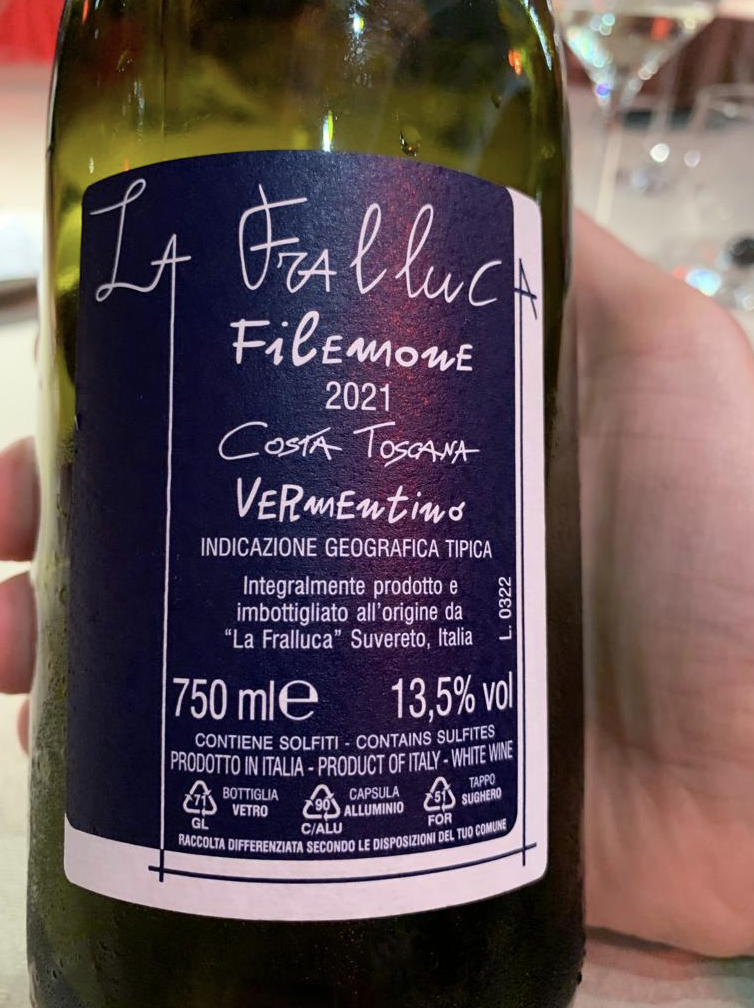 LA FRALLUCA
FilEMONE
2021
COSTA TOSCANA
VERMEntino
INDICAZIONE GEOGRAFICA TIPICA
Integralmente prodotto e
imbottigliato all'origine da
"La Fralluca" Suvereto, Italia
L. 0322
750 ml e 13,5% vol
CONTIENE SOLFITI - CONTAINS SULFITES
PRODOTTO IN ITALIA - PRODUCT OF ITALY - WHITE WINE
71 GL BOTTIGLIA VETRO
90 C/ALU CAPSULA ALLUMINIO
51 FOR TAPPO SUGHERO
RACCOLTA DIFFERENZIATA SECONDO LE DISPOSIZIONI DEL TUO COMUNE